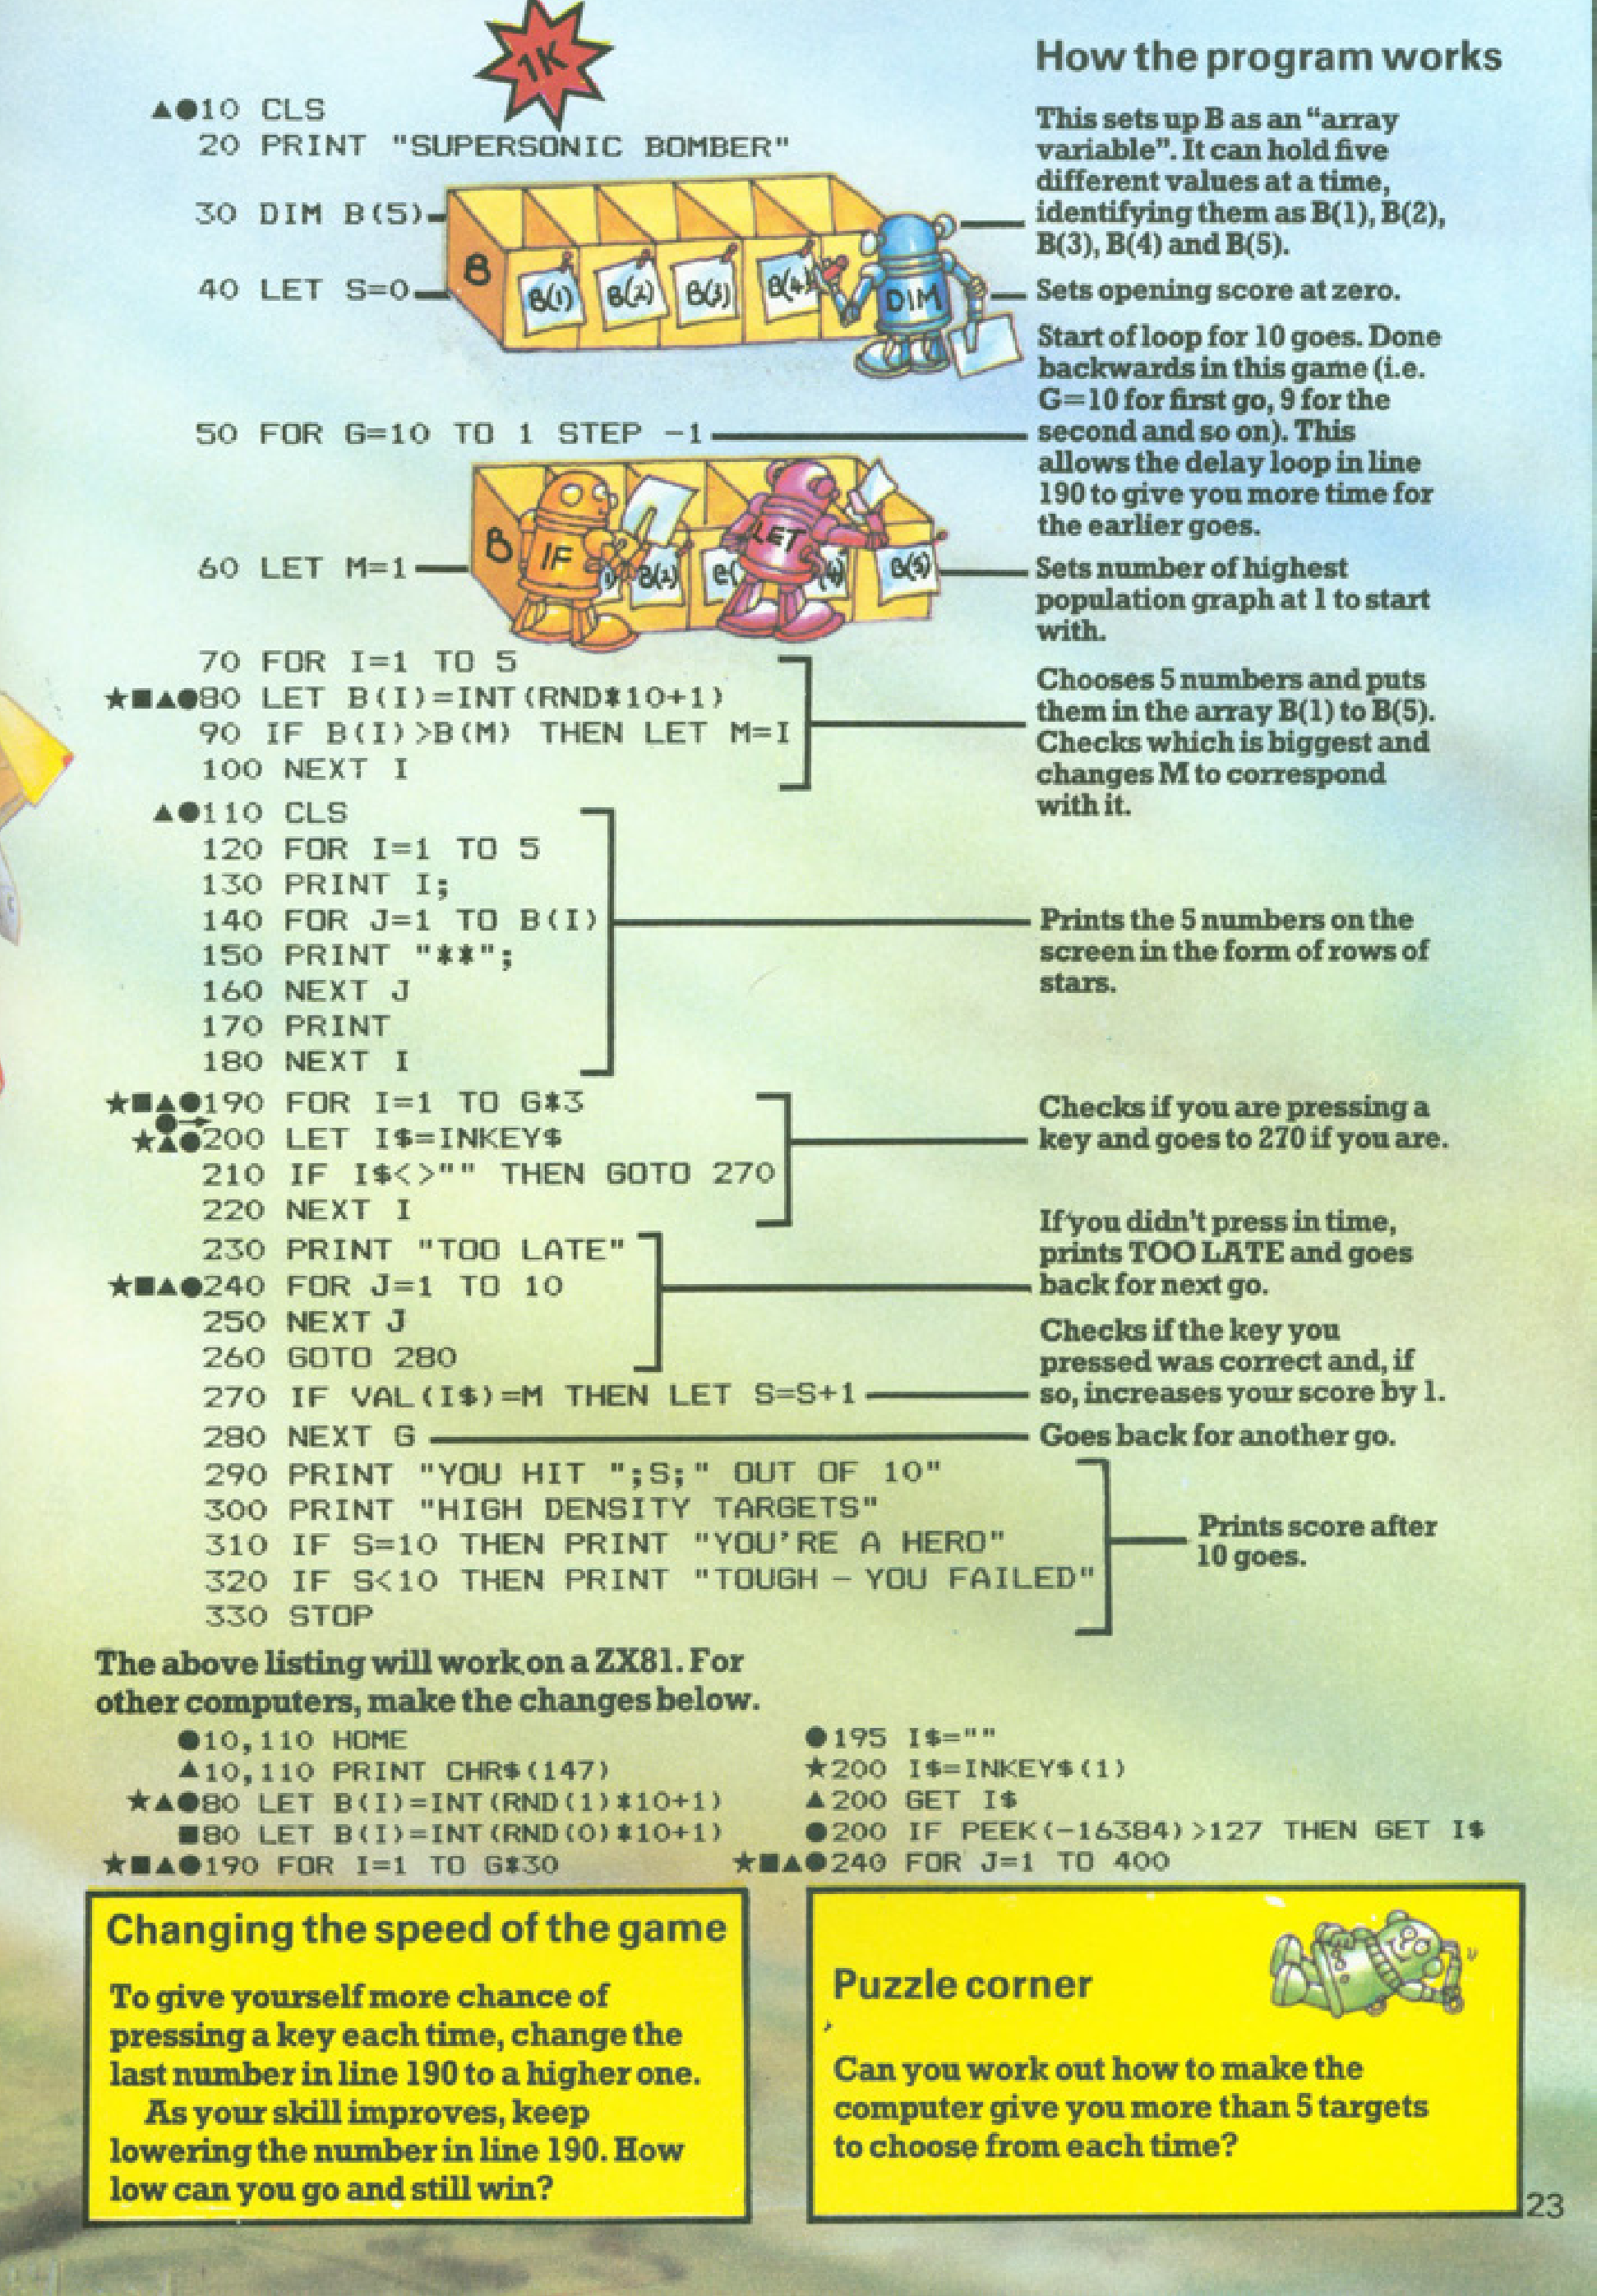 1K
How the program works
▲●10 CLS
20 PRINT "SUPERSONIC BOMBER"
This sets up B as an "array
variable". It can hold five
different values at a time,
identifying them as B(1), B(2),
B(3), B(4) and B(5).
30 DIM B(5)
B
B(1) B(2) B(3) B(4)
DIM
40 LET S=0
Sets opening score at zero.
Start of loop for 10 goes. Done
backwards in this game (i.e.
G=10 for first go, 9 for the
second and so on). This
allows the delay loop in line
190 to give you more time for
the earlier goes.
50 FOR G=10 TO 1 STEP -1
B
IF
LET
1) B(2) B( (4) B(5)
60 LET M=1
Sets number of highest
population graph at 1 to start
with.
70 FOR I=1 TO 5
★■▲●80 LET B(I)=INT(RND*10+1)
90 IF B(I)>B(M) THEN LET M=I
100 NEXT I
Chooses 5 numbers and puts
them in the array B(1) to B(5).
Checks which is biggest and
changes M to correspond
with it.
▲●110 CLS
120 FOR I=1 TO 5
130 PRINT I;
140 FOR J=1 TO B(I)
150 PRINT "**";
160 NEXT J
170 PRINT
180 NEXT I
Prints the 5 numbers on the
screen in the form of rows of
stars.
★■▲●190 FOR I=1 TO G*3
●→
★▲●200 LET I$=INKEY$
210 IF I$<>"" THEN GOTO 270
220 NEXT I
Checks if you are pressing a
key and goes to 270 if you are.
230 PRINT "TOO LATE"
★■▲●240 FOR J=1 TO 10
250 NEXT J
260 GOTO 280
If you didn't press in time,
prints TOO LATE and goes
back for next go.
270 IF VAL(I$)=M THEN LET S=S+1
Checks if the key you
pressed was correct and, if
so, increases your score by 1.
280 NEXT G
Goes back for another go.
290 PRINT "YOU HIT ";S;" OUT OF 10"
300 PRINT "HIGH DENSITY TARGETS"
310 IF S=10 THEN PRINT "YOU'RE A HERO"
320 IF S<10 THEN PRINT "TOUGH - YOU FAILED"
330 STOP
Prints score after
10 goes.
The above listing will work on a ZX81. For
other computers, make the changes below.
●10,110 HOME
▲10,110 PRINT CHR$(147)
★▲●80 LET B(I)=INT(RND(1)*10+1)
■80 LET B(I)=INT(RND(0)*10+1)
★■▲●190 FOR I=1 TO G*30
●195 I$=""
★200 I$=INKEY$(1)
▲200 GET I$
●200 IF PEEK(-16384)>127 THEN GET I$
★■▲●240 FOR J=1 TO 400
Changing the speed of the game
To give yourself more chance of
pressing a key each time, change the
last number in line 190 to a higher one.
As your skill improves, keep
lowering the number in line 190. How
low can you go and still win?
Puzzle corner
Can you work out how to make the
computer give you more than 5 targets
to choose from each time?
23